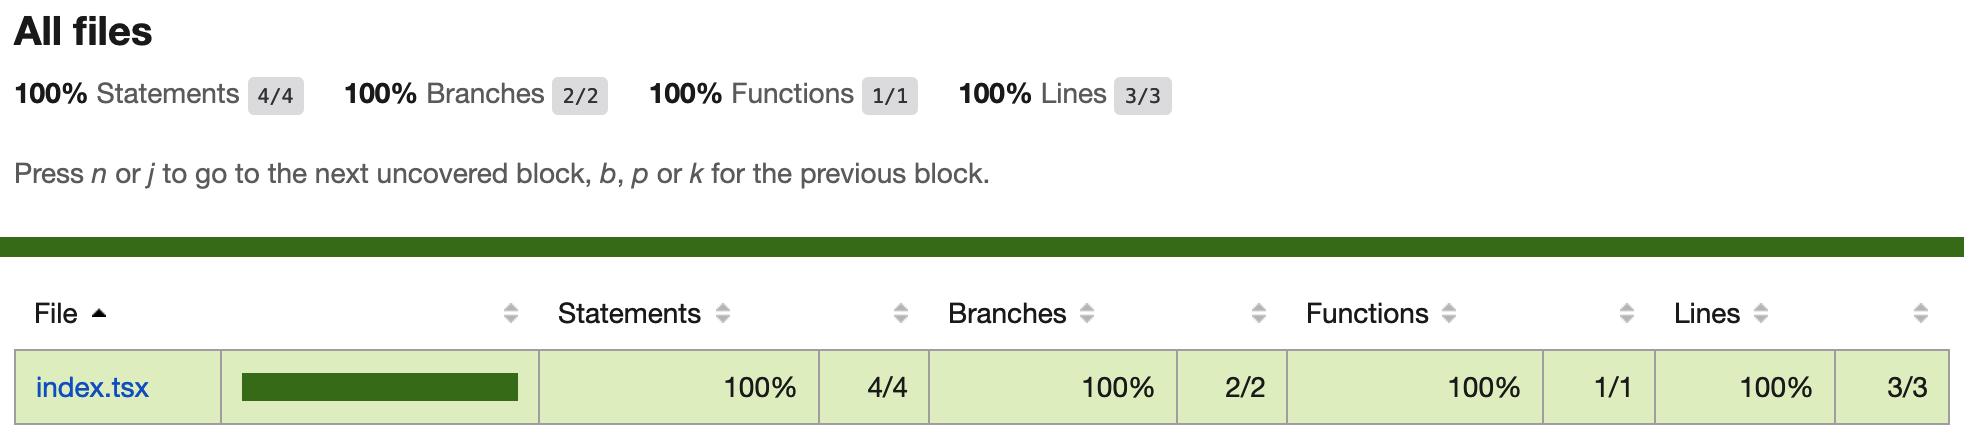 All files
100% Statements 4/4 100% Branches 2/2 100% Functions 1/1 100% Lines 3/3
Press n or j to go to the next uncovered block, b, p or k for the previous block.
File Statements Branches Functions Lines
index.tsx 100% 4/4 100% 2/2 100% 1/1 100% 3/3